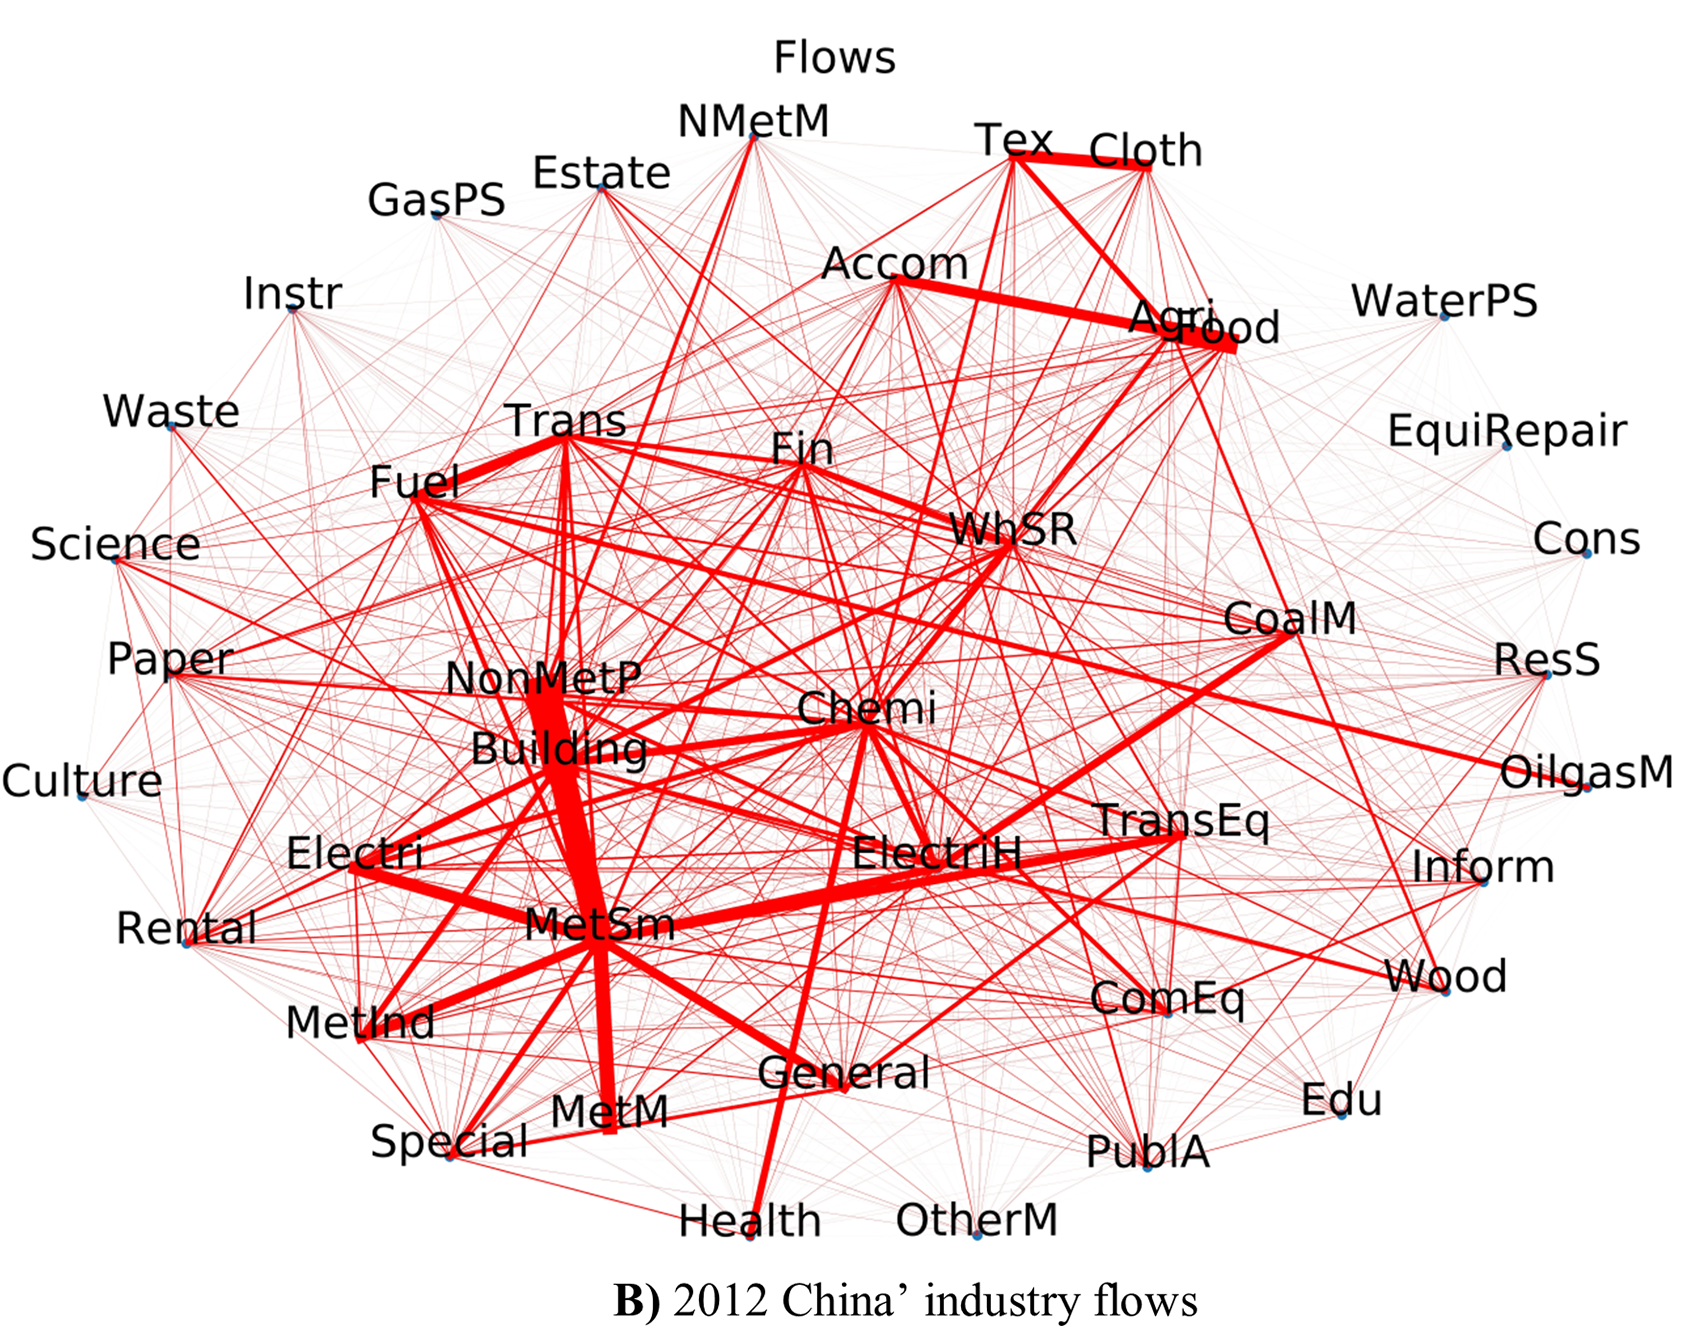 Flows
NMetM
Tex
Cloth
Estate
GasPS
Accom
Instr
WaterPS
Agri
Food
Waste
Trans
EquiRepair
Fin
Fuel
WhSR
Science
Cons
CoalM
Paper
ResS
NonMetP
Chemi
Building
Culture
OilgasM
TransEq
Electri
ElectriH
Inform
Rental
MetSm
Wood
ComEq
MetInd
General
Edu
MetM
Special
PublA
Health
OtherM
B) 2012 China’ industry flows